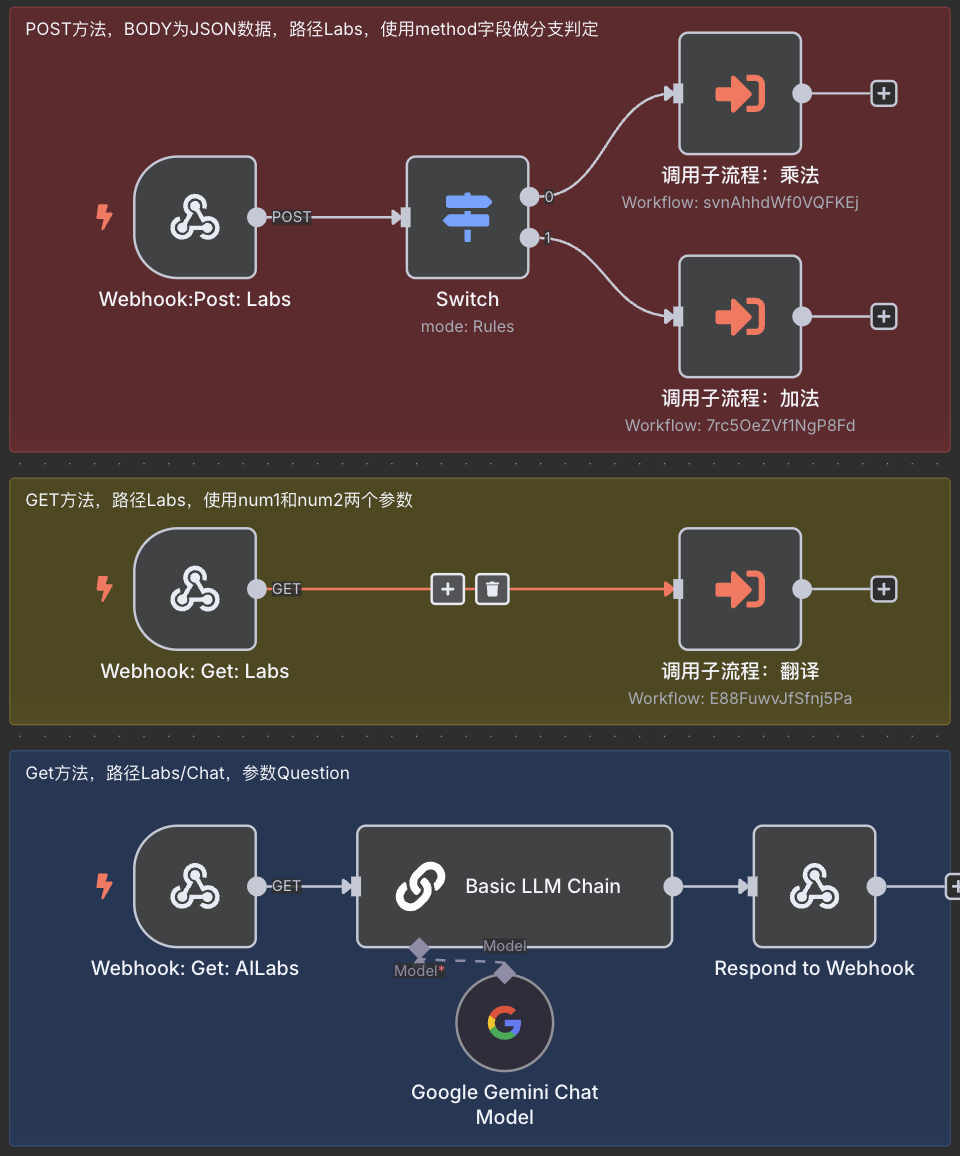 POST方法，BODY为JSON数据，路径Labs，使用method字段做分支判定
POST
Webhook:Post: Labs
0
1
Switch
mode: Rules
调用子流程：乘法
Workflow: svnAhhdWf0VQFKEj
调用子流程：加法
Workflow: 7rc5OeZVf1NgP8Fd
GET方法，路径Labs，使用num1和num2两个参数
GET
Webhook: Get: Labs
调用子流程：翻译
Workflow: E88FuwvJfSfnj5Pa
Get方法，路径Labs/Chat，参数Question
GET
Webhook: Get: AILabs
Basic LLM Chain
Model*
Model
Google Gemini Chat
Model
Respond to Webhook